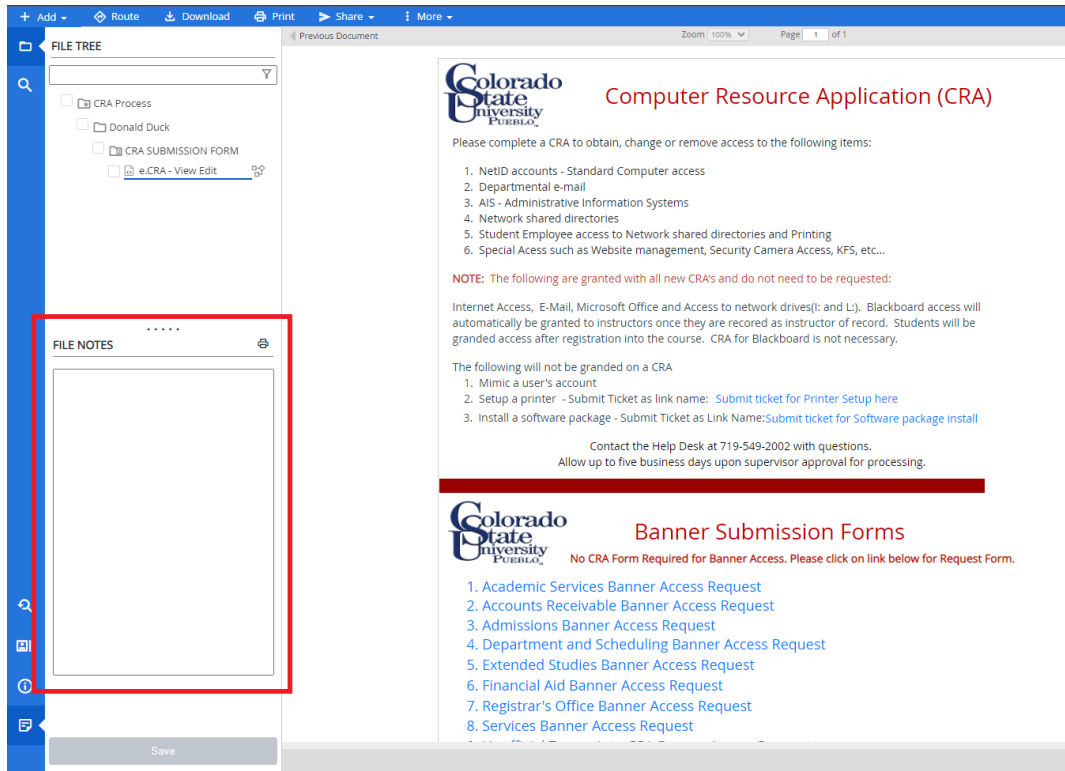 Add
Route
Download
Print
Share
More
FILE TREE
Previous Document
Zoom 100%
Page 1 of 1
CRA Process
Donald Duck
CRA SUBMISSION FORM
e.CRA - View Edit
FILE NOTES
Save
Colorado
State
University
PUEBLO
Computer Resource Application (CRA)
Please complete a CRA to obtain, change or remove access to the following items:
1. NetID accounts - Standard Computer access
2. Departmental e-mail
3. AIS - Administrative Information Systems
4. Network shared directories
5. Student Employee access to Network shared directories and Printing
6. Special Acess such as Website management, Security Camera Access, KFS, etc...
NOTE: The following are granted with all new CRA's and do not need to be requested:
Internet Access, E-Mail, Microsoft Office and Access to network drives(I: and L:). Blackboard access will
automatically be granted to instructors once they are recored as instructor of record. Students will be
granded access after registration into the course. CRA for Blackboard is not necessary.
The following will not be granded on a CRA
1. Mimic a user's account
2. Setup a printer - Submit Ticket as link name: Submit ticket for Printer Setup here
3. Install a software package - Submit Ticket as Link Name:Submit ticket for Software package install
Contact the Help Desk at 719-549-2002 with questions.
Allow up to five business days upon supervisor approval for processing.
Colorado
State
University
PUEBLO
Banner Submission Forms
No CRA Form Required for Banner Access. Please click on link below for Request Form.
1. Academic Services Banner Access Request
2. Accounts Receivable Banner Access Request
3. Admissions Banner Access Request
4. Department and Scheduling Banner Access Request
5. Extended Studies Banner Access Request
6. Financial Aid Banner Access Request
7. Registrar's Office Banner Access Request
8. Services Banner Access Request